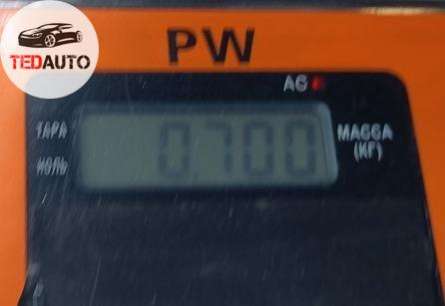 TEDAUTO
PW
AC
ТАРА
НОЛЬ
0.700
МАССА
(КГ)